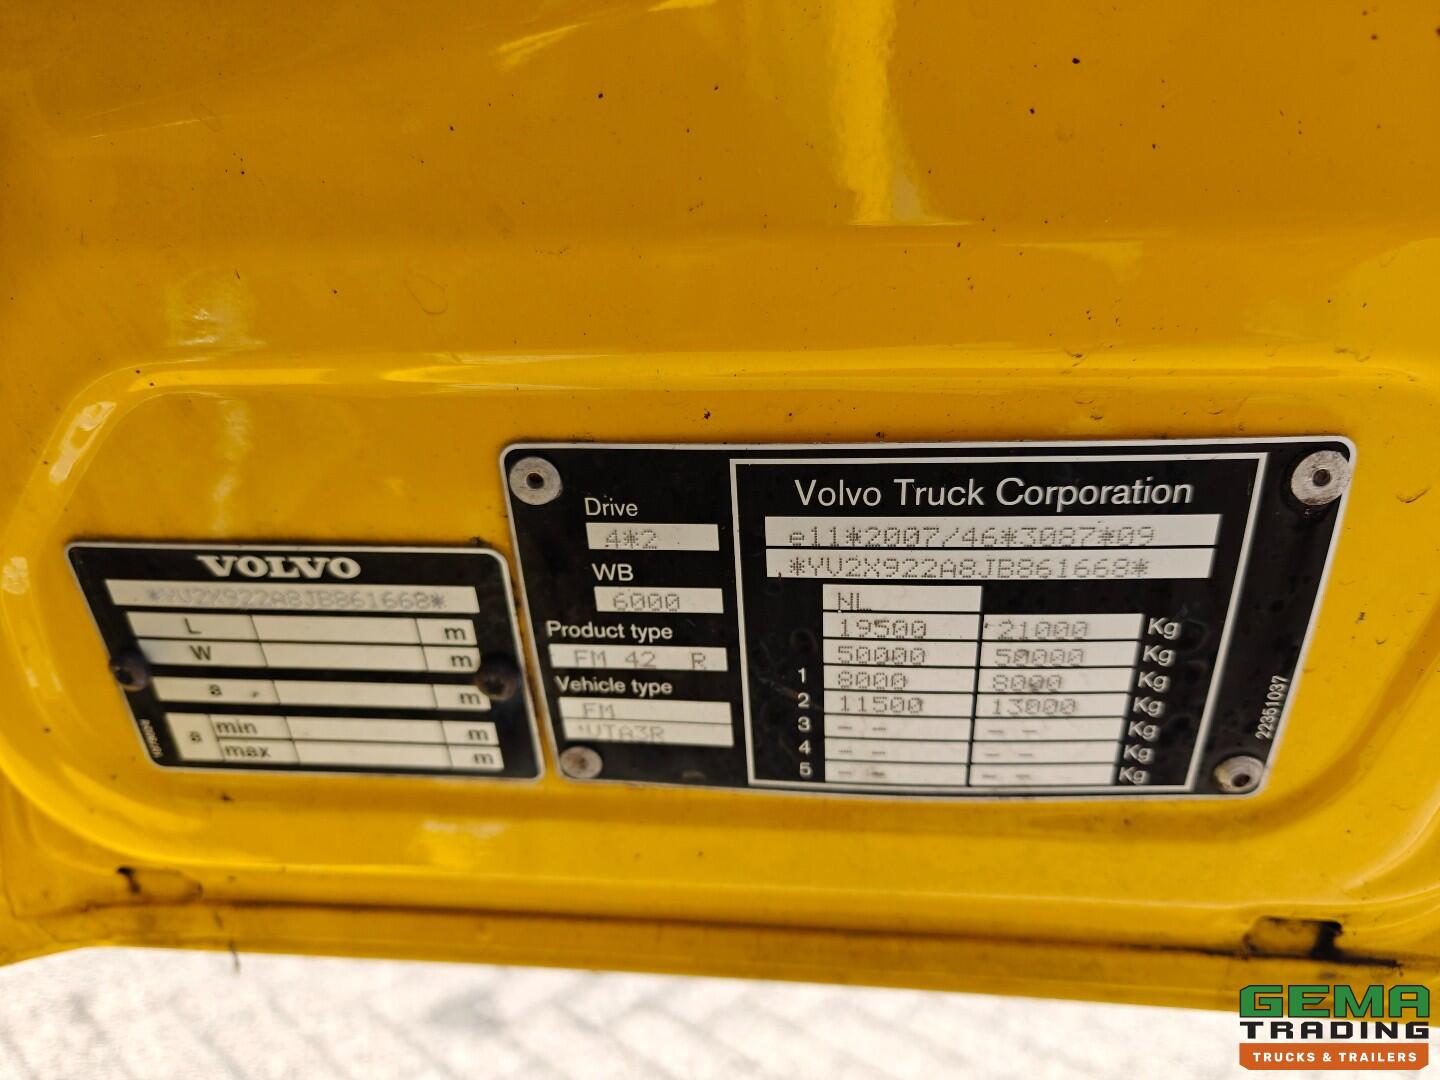 VOLVO
*YV2X922A8JB861668*
L m
W m
a m
a min m
max m
Drive
4*2
WB
6000
Product type
FM 42 R
Vehicle type
FM
*VTA3R
Volvo Truck Corporation
e11*2007/46*3087*09
*YV2X922A8JB861668*
NL
19500 21000 Kg
50000 50000 Kg
1 8000 8000 Kg
2 11500 13000 Kg
3 -- -- Kg
4 -- -- Kg
5 -- -- Kg
22351037
GEMA
TRADING
TRUCKS & TRAILERS